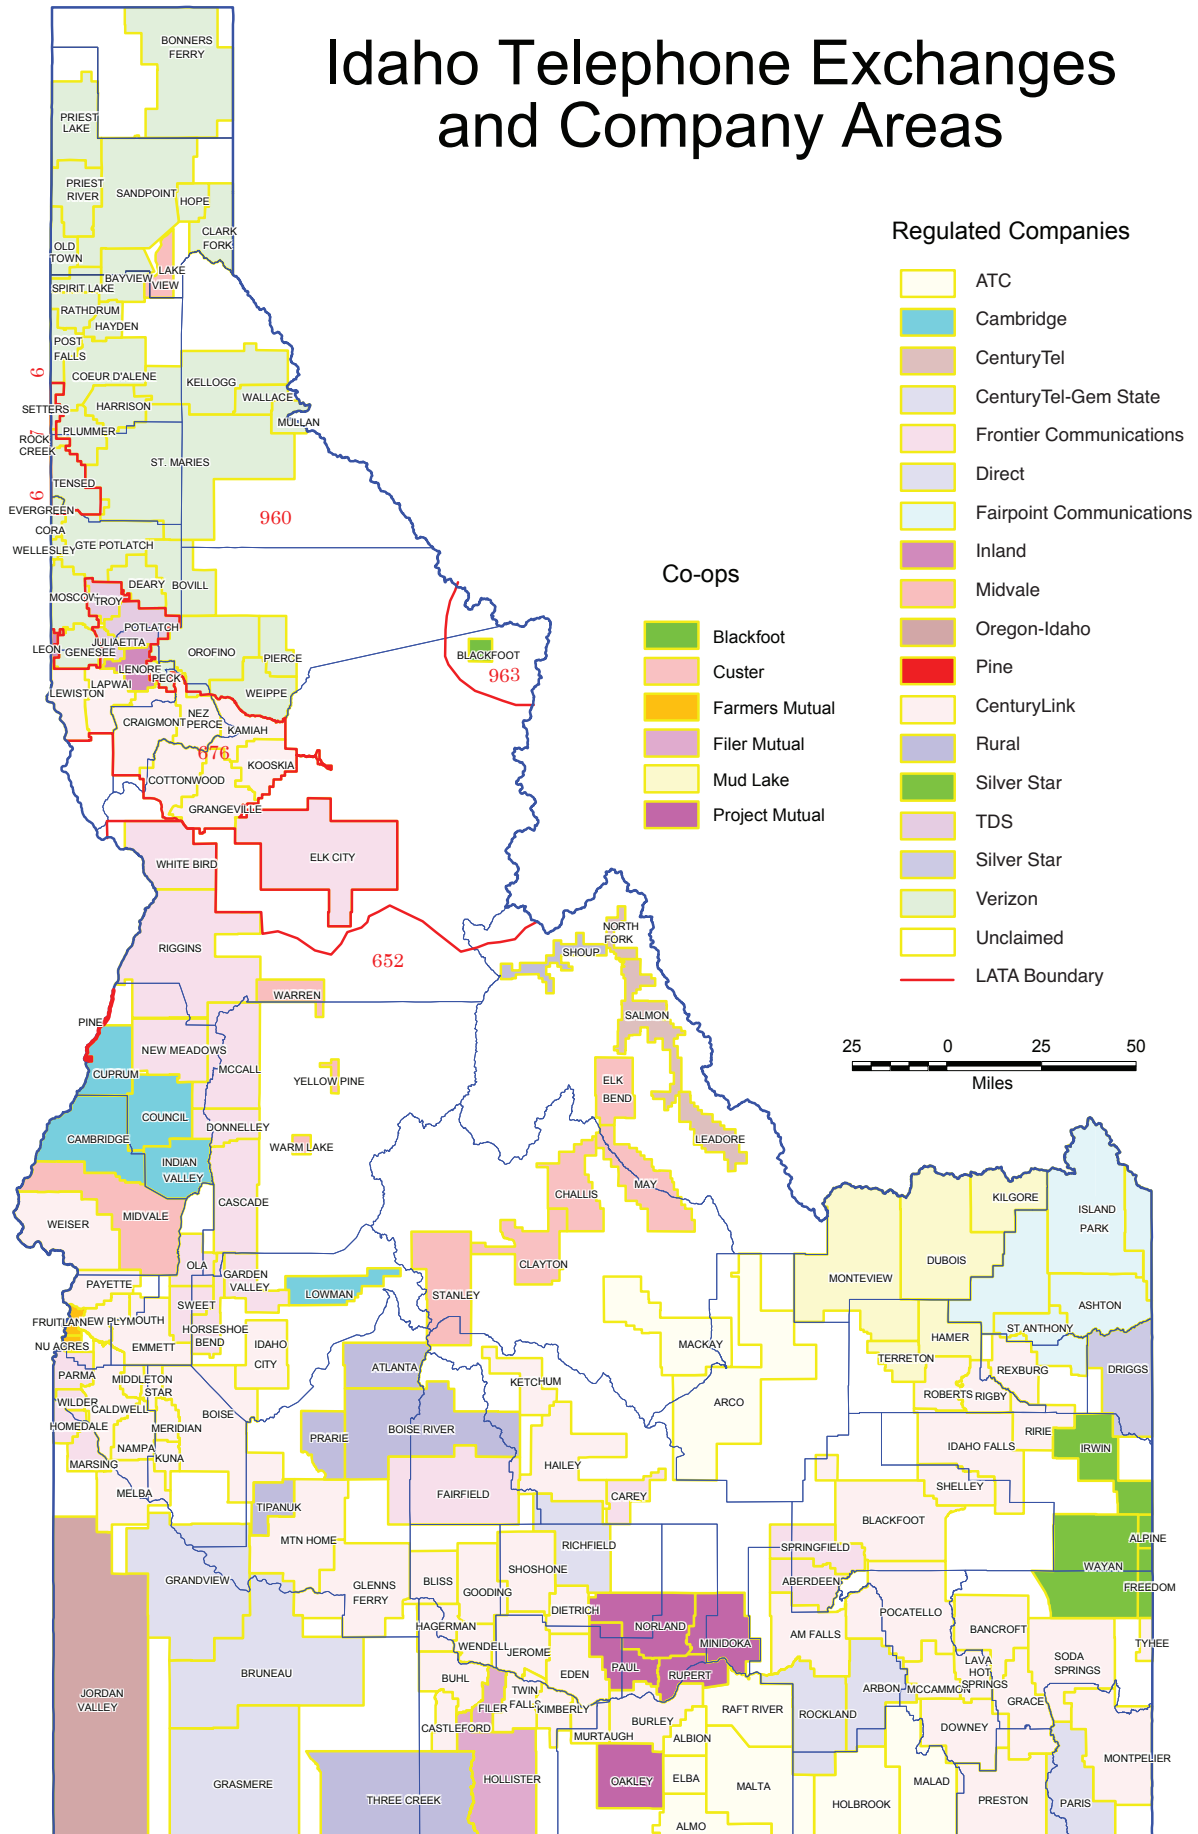 Idaho Telephone Exchanges
and Company Areas
Regulated Companies
ATC
Cambridge
CenturyTel
CenturyTel-Gem State
Frontier Communications
Direct
Fairpoint Communications
Inland
Midvale
Oregon-Idaho
Pine
CenturyLink
Rural
Silver Star
TDS
Silver Star
Verizon
Unclaimed
LATA Boundary
Co-ops
Blackfoot
Custer
Farmers Mutual
Filer Mutual
Mud Lake
Project Mutual
25 0 25 50
Miles
BONNERS
FERRY
PRIEST
LAKE
PRIEST
RIVER
SANDPOINT
HOPE
CLARK
FORK
OLD
TOWN
LAKE
VIEW
BAYVIEW
SPIRIT LAKE
RATHDRUM
HAYDEN
POST
FALLS
6
COEUR D'ALENE
KELLOGG
WALLACE
SETTERS
HARRISON
MULLAN
7
PLUMMER
ROCK
CREEK
ST. MARIES
TENSED
6
EVERGREEN
960
CORA
WELLESLEY
GTE POTLATCH
DEARY
BOVILL
MOSCOW
TROY
POTLATCH
JULIAETTA
LEON
GENESEE
OROFINO
PIERCE
BLACKFOOT
963
LENORE
PECK
LAPWAI
LEWISTON
WEIPPE
NEZ
PERCE
CRAIGMONT
KAMIAH
676
KOOSKIA
COTTONWOOD
GRANGEVILLE
WHITE BIRD
ELK CITY
NORTH
FORK
RIGGINS
SHOUP
652
WARREN
SALMON
PINE
NEW MEADOWS
MCCALL
CUPRUM
YELLOW PINE
ELK
BEND
COUNCIL
DONNELLEY
CAMBRIDGE
WARM LAKE
LEADORE
INDIAN
VALLEY
MAY
CHALLIS
CASCADE
KILGORE
ISLAND
PARK
MIDVALE
WEISER
CLAYTON
DUBOIS
OLA
GARDEN
VALLEY
MONTEVIEW
PAYETTE
LOWMAN
STANLEY
SWEET
ASHTON
FRUITLAND
NEW PLYMOUTH
HORSESHOE
BEND
ST ANTHONY
HAMER
NU ACRES
EMMETT
IDAHO
CITY
MACKAY
TERRETON
REXBURG
DRIGGS
PARMA
MIDDLETON
STAR
ATLANTA
KETCHUM
ROBERTS
RIGBY
WILDER
CALDWELL
BOISE
ARCO
HOMEDALE
MERIDIAN
BOISE RIVER
PRARIE
RIRIE
IDAHO FALLS
IRWIN
NAMPA
KUNA
MARSING
HAILEY
SHELLEY
MELBA
FAIRFIELD
CAREY
TIPANUK
BLACKFOOT
MTN HOME
RICHFIELD
SPRINGFIELD
ALPINE
SHOSHONE
WAYAN
GRANDVIEW
GLENNS
FERRY
BLISS
GOODING
ABERDEEN
FREEDOM
DIETRICH
POCATELLO
HAGERMAN
NORLAND
AM FALLS
BANCROFT
WENDELL
JEROME
MINIDOKA
TYHEE
SODA
SPRINGS
LAVA
HOT
SPRINGS
BRUNEAU
BUHL
EDEN
PAUL
RUPERT
ARBON
MCCAMMON
JORDAN
VALLEY
TWIN
FALLS
FILER
KIMBERLY
RAFT RIVER
ROCKLAND
GRACE
CASTLEFORD
BURLEY
DOWNEY
MURTAUGH
ALBION
MONTPELIER
GRASMERE
HOLLISTER
OAKLEY
ELBA
MALTA
MALAD
THREE CREEK
HOLBROOK
PRESTON
PARIS
ALMO